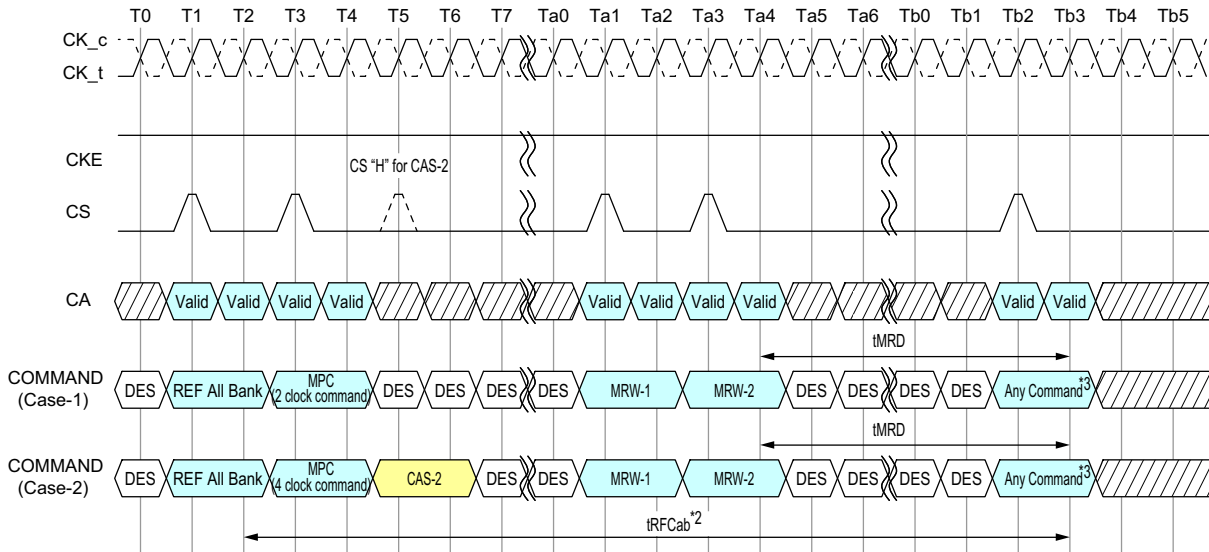 T0 T1 T2 T3 T4 T5 T6 T7 Ta0 Ta1 Ta2 Ta3 Ta4 Ta5 Ta6 Tb0 Tb1 Tb2 Tb3 Tb4 Tb5
CK_c
CK_t
CKE
CS "H" for CAS-2
CS
CA Valid Valid Valid Valid Valid Valid Valid Valid Valid Valid
tMRD
COMMAND
(Case-1)
DES REF All Bank MPC
(2 clock command)
DES DES DES DES MRW-1 MRW-2 DES DES DES DES Any Command*3
tMRD
COMMAND
(Case-2)
DES REF All Bank MPC
(4 clock command)
CAS-2 DES DES MRW-1 MRW-2 DES DES DES DES Any Command*3
tRFCab*2